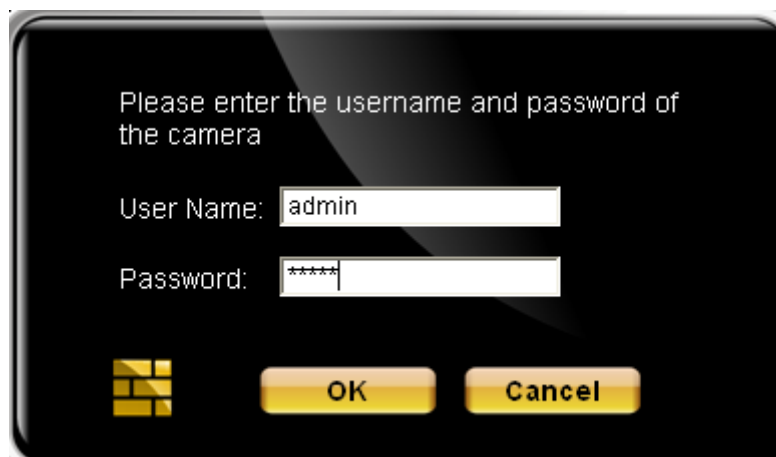 Please enter the username and password of
the camera
User Name: admin
Password: *****
OK Cancel